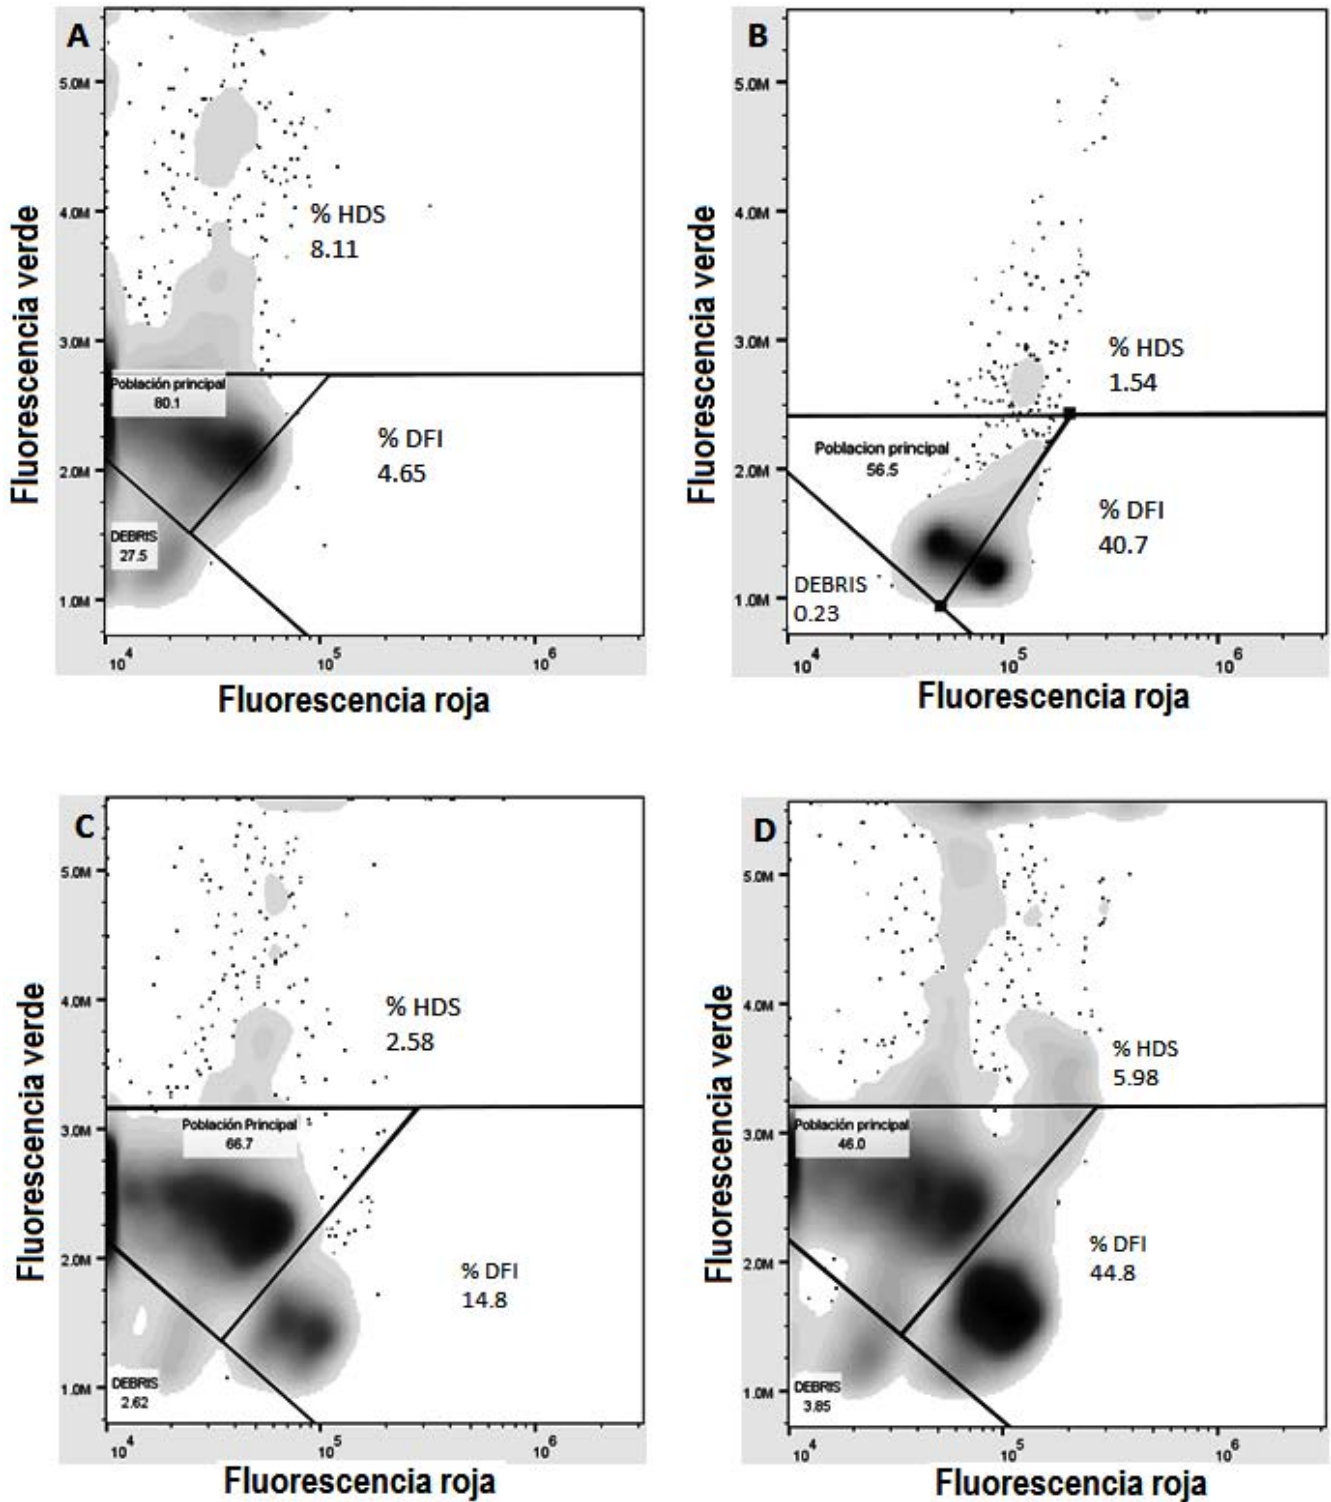 A
5.0M
4.0M
3.0M
2.0M
1.0M
Fluorescencia verde
% HDS
8.11
Población principal
80.1
% DFI
4.65
DEBRIS
27.5
10^4
10^5
10^6
Fluorescencia roja
B
5.0M
4.0M
3.0M
2.0M
1.0M
Fluorescencia verde
% HDS
1.54
Poblacion principal
56.5
% DFI
40.7
DEBRIS
0.23
10^4
10^5
10^6
Fluorescencia roja
C
5.0M
4.0M
3.0M
2.0M
1.0M
Fluorescencia verde
% HDS
2.58
Población Principal
66.7
% DFI
14.8
DEBRIS
2.62
10^4
10^5
10^6
Fluorescencia roja
D
5.0M
4.0M
3.0M
2.0M
1.0M
Fluorescencia verde
% HDS
5.98
Población principal
46.0
% DFI
44.8
DEBRIS
3.85
10^4
10^5
10^6
Fluorescencia roja